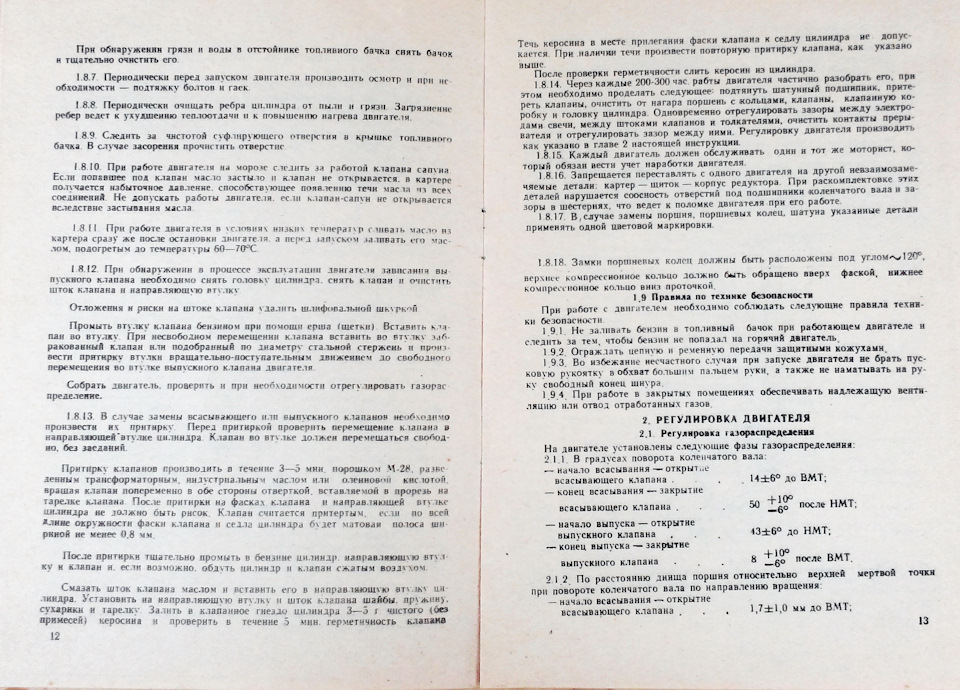 При обнаружении грязи и воды в отстойнике топливного бачка снять бачок
и тщательно очистить его.
1.8.7. Периодически перед запуском двигателя производить осмотр и при не-
обходимости — подтяжку болтов и гаек.
1.8.8. Периодически очищать ребра цилиндра от пыли и грязи. Загрязнение
ребер ведет к ухудшению теплоотдачи и к повышению нагрева двигателя.
1.8.9. Следить за чистотой суфлирующего отверстия в крышке топливного
бачка. В случае засорения прочистить отверстие
1.8.10. При работе двигателя на морозе следить за работой клапана сапуна.
Если попавшее под клапан масло застыло и клапан не открывается, в картере
получается избыточное давление, способствующее появлению течи масла из всех
соединений. Не допускать работы двигателя, если клапан-сапун не открывается
вследствие застывания масла.
1.8.11. При работе двигателя в условиях низких температур сливать масло из
картера сразу же после остановки двигателя, а перед запуском заливать его мас-
лом, подогретым до температуры 60—70°С.
1.8.12. При обнаружении в процессе эксплуатации двигателя зависания вы-
пускного клапана необходимо снять головку цилиндра, снять клапан и очистить
шток клапана и направляющую втулку.
Отложения и риски на штоке клапана удалить шлифовальной шкуркой
Промыть втулку клапана бензином при помощи ерша (щетки). Вставить кла-
пан во втулку. При несвободном перемещении клапана вставить во втулку заб-
ракованный клапан или подобранный по диаметру стальной стержень и произ-
вести притирку втулки вращательно-поступательным движением до свободного
перемещения во втулке выпускного клапана двигателя.
Собрать двигатель, проверить и при необходимости отрегулировать газорас-
пределение.
1.8.13. В случае замены всасывающего или выпускного клапанов необходимо
произвести их притирку. Перед притиркой проверить перемещение клапана в
направляющей втулке цилиндра. Клапан во втулке должен перемещаться свобод-
но, без заеданий.
Притирку клапанов производить в течение 3—5 мин. порошком М-28, разве-
денным трансформаторным, индустриальным маслом или олеиновой кислотой,
вращая клапан попеременно в обе стороны отверткой, вставляемой в прорезь на
тарелке клапана. После притирки на фасках клапана и направляющей втулке
цилиндра не должно быть рисок. Клапан считается притертым, если по всей
длине окружности фаски клапана и седла цилиндра будет матовая полоса ши-
риной не менее 0,8 мм.
После притирки тщательно промыть в бензине цилиндр, направляющую втул-
ку и клапан и, если возможно, обдуть цилиндр и клапан сжатым воздухом.
Смазать шток клапана маслом и вставить его в направляющую втулку ци-
линдра. Установить на направляющую втулку и шток клапана шайбы, пружину,
сухарики и тарелку. Залить в клапанное гнездо цилиндра 3—5 г чистого (без
примесей) керосина и проверить в течение 5 мин. герметичность клапана
12
Течь керосина в месте прилегания фаски клапана к седлу цилиндра не допус-
кается. При наличии течи произвести повторную притирку клапана, как указано
выше.
После проверки герметичности слить керосин из цилиндра.
1.8.14. Через каждые 200-300 час. рабты двигателя частично разобрать его, при
этом необходимо проделать следующее: подтянуть шатунный подшипник, прите-
реть клапаны, очистить от нагара поршень с кольцами, клапаны, клапанную ко-
робку и головку цилиндра. Одновременно отрегулировать зазоры между электро-
дами свечи, между штоками клапанов и толкателями, очистить контакты преры-
вателя и отрегулировать зазор между ними. Регулировку двигателя производить
как указано в главе 2 настоящей инструкции.
1.8.15. Каждый двигатель должен обслуживать один и тот же моторист, ко-
торый обязан вести учет наработки двигателя.
1.8.16. Запрещается переставлять с одного двигателя на другой невзаимозаме-
няемые детали: картер — щиток — корпус редуктора. При раскомплектовке этих
деталей нарушается соосность отверстий под подшипники коленчатого вала и за-
зоры в шестернях, что ведет к поломке двигателя при его работе.
1.8.17. В случае замены поршня, поршневых колец, шатуна указанные детали
применять одной цветовой маркировки.
1.8.18. Замки поршневых колец должны быть расположены под углом ~ 120°,
верхнее компрессионное кольцо должно быть обращено вверх фаской, нижнее
компрессионное кольцо вниз проточкой.
1.9 Правила по технике безопасности
При работе с двигателем необходимо соблюдать следующие правила техни-
ки безопасности.
1.9.1. Не заливать бензин в топливный бачок при работающем двигателе и
следить за тем, чтобы бензин не попадал на горячий двигатель.
1.9.2. Ограждать цепную и ременную передачи защитными кожухами.
1.9.3. Во избежание несчастного случая при запуске двигателя не брать пус-
ковую рукоятку в обхват большим пальцем руки, а также не наматывать на ру-
ку свободный конец шнура.
1.9.4. При работе в закрытых помещениях обеспечивать надлежащую венти-
ляцию или отвод отработанных газов.
2. РЕГУЛИРОВКА ДВИГАТЕЛЯ
2.1. Регулировка газораспределения
На двигателе установлены следующие фазы газораспределения:
2.1.1. В градусах поворота коленчатого вала:
— начало всасывания — открытие
всасывающего клапана . . . 14±6° до ВМТ;
— конец всасывания — закрытие
всасывающего клапана . . . 50 +10° −6° после НМТ;
— начало выпуска — открытие
выпускного клапана . . . 43±6° до НМТ;
— конец выпуска — закрытие
выпускного клапана . . . 8 +10° −6° после ВМТ.
2.1.2. По расстоянию днища поршня относительно верхней мертвой точки
при повороте коленчатого вала по направлению вращения:
— начало всасывания — открытие
всасывающего клапана . . . 1,7±1,0 мм до ВМТ;
13